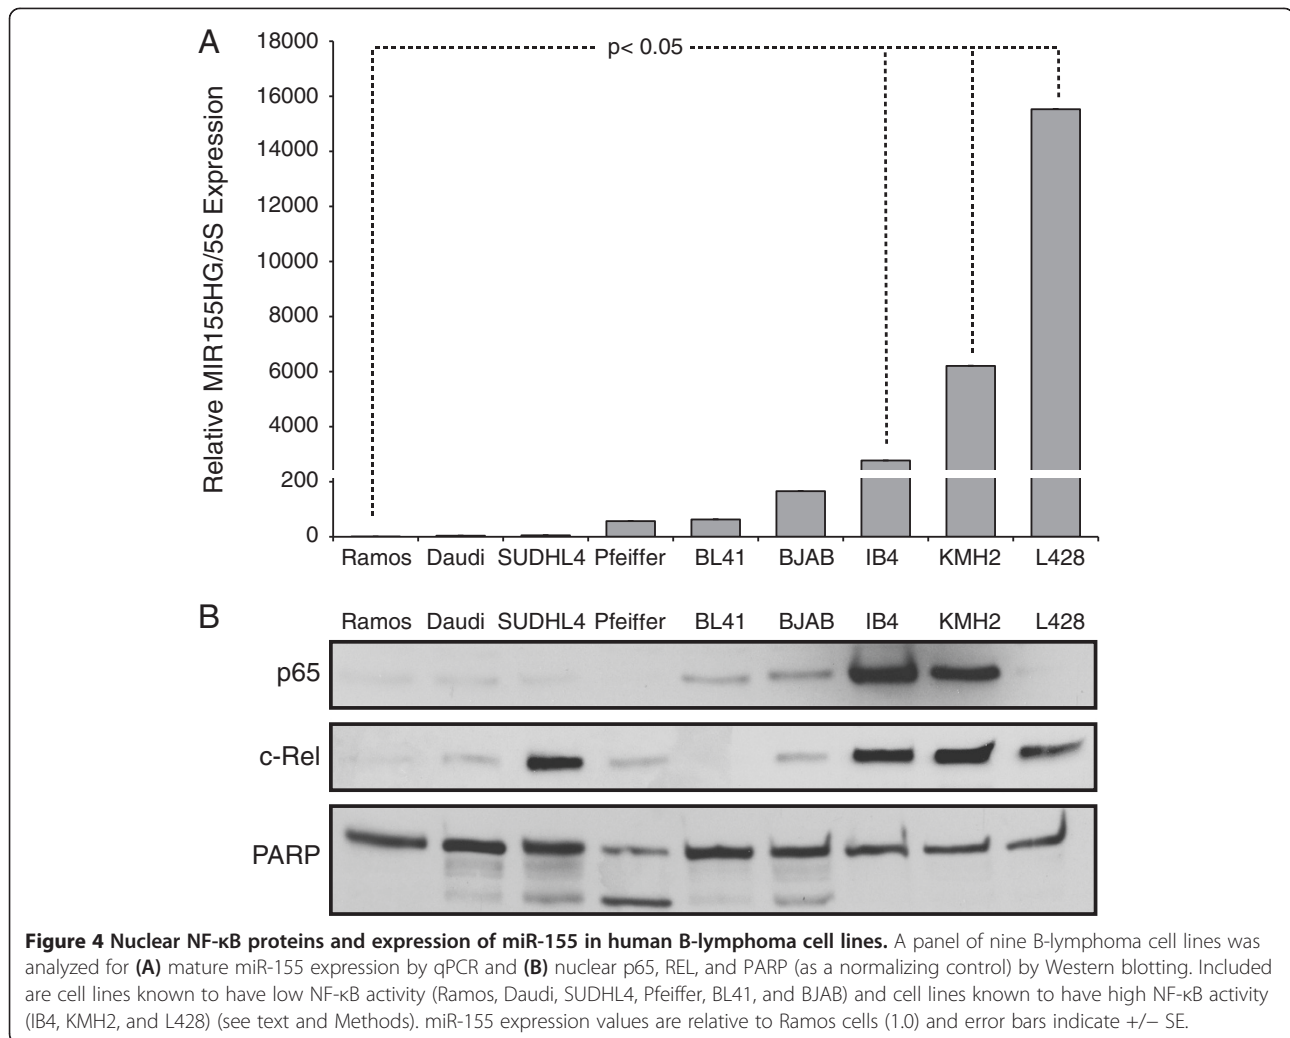 A
18000
16000
14000
12000
10000
8000
6000
4000
200
0
Relative MIR155HG/5S Expression
p< 0.05
Ramos Daudi SUDHL4 Pfeiffer BL41 BJAB IB4 KMH2 L428
B
Ramos Daudi SUDHL4 Pfeiffer BL41 BJAB IB4 KMH2 L428
p65
c-Rel
PARP
Figure 4 Nuclear NF-κB proteins and expression of miR-155 in human B-lymphoma cell lines. A panel of nine B-lymphoma cell lines was
analyzed for (A) mature miR-155 expression by qPCR and (B) nuclear p65, REL, and PARP (as a normalizing control) by Western blotting. Included
are cell lines known to have low NF-κB activity (Ramos, Daudi, SUDHL4, Pfeiffer, BL41, and BJAB) and cell lines known to have high NF-κB activity
(IB4, KMH2, and L428) (see text and Methods). miR-155 expression values are relative to Ramos cells (1.0) and error bars indicate +/− SE.